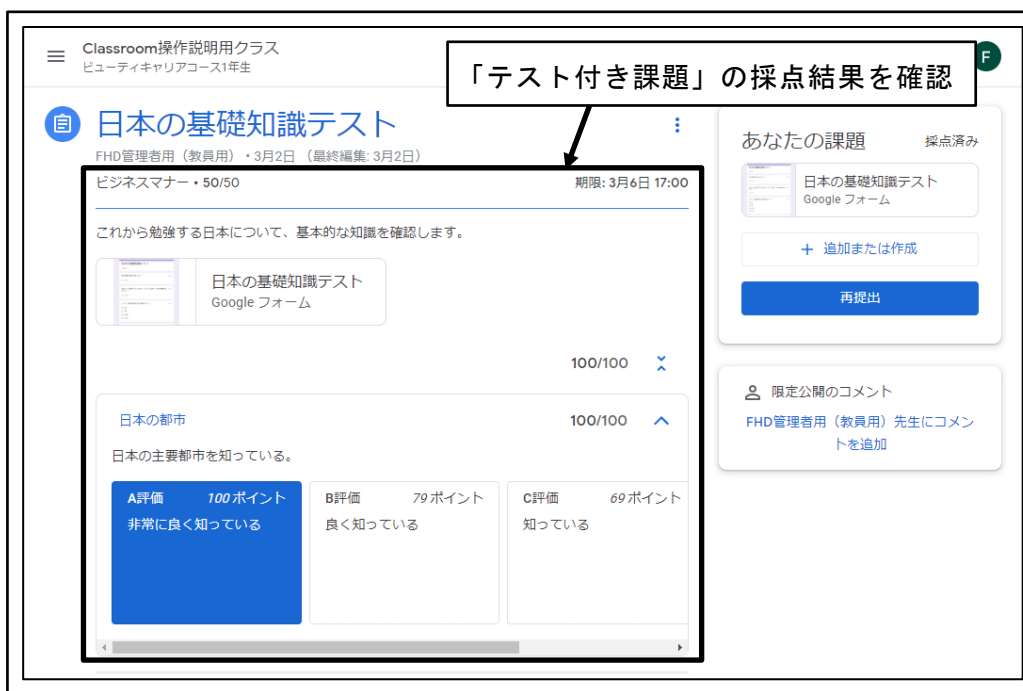 Classroom操作説明用クラス
ビューティキャリアコース1年生
「テスト付き課題」の採点結果を確認
F
日本の基礎知識テスト
FHD管理者用（教員用）・3月2日 （最終編集: 3月2日）
ビジネスマナー • 50/50
期限: 3月6日 17:00
これから勉強する日本について、基本的な知識を確認します。
日本の基礎知識テスト
Google フォーム
100/100
日本の都市
100/100
日本の主要都市を知っている。
A評価 100 ポイント
非常に良く知っている
B評価 79 ポイント
良く知っている
C評価 69 ポイント
知っている
あなたの課題
採点済み
日本の基礎知識テスト
Google フォーム
＋ 追加または作成
再提出
限定公開のコメント
FHD管理者用（教員用）先生にコメン
トを追加